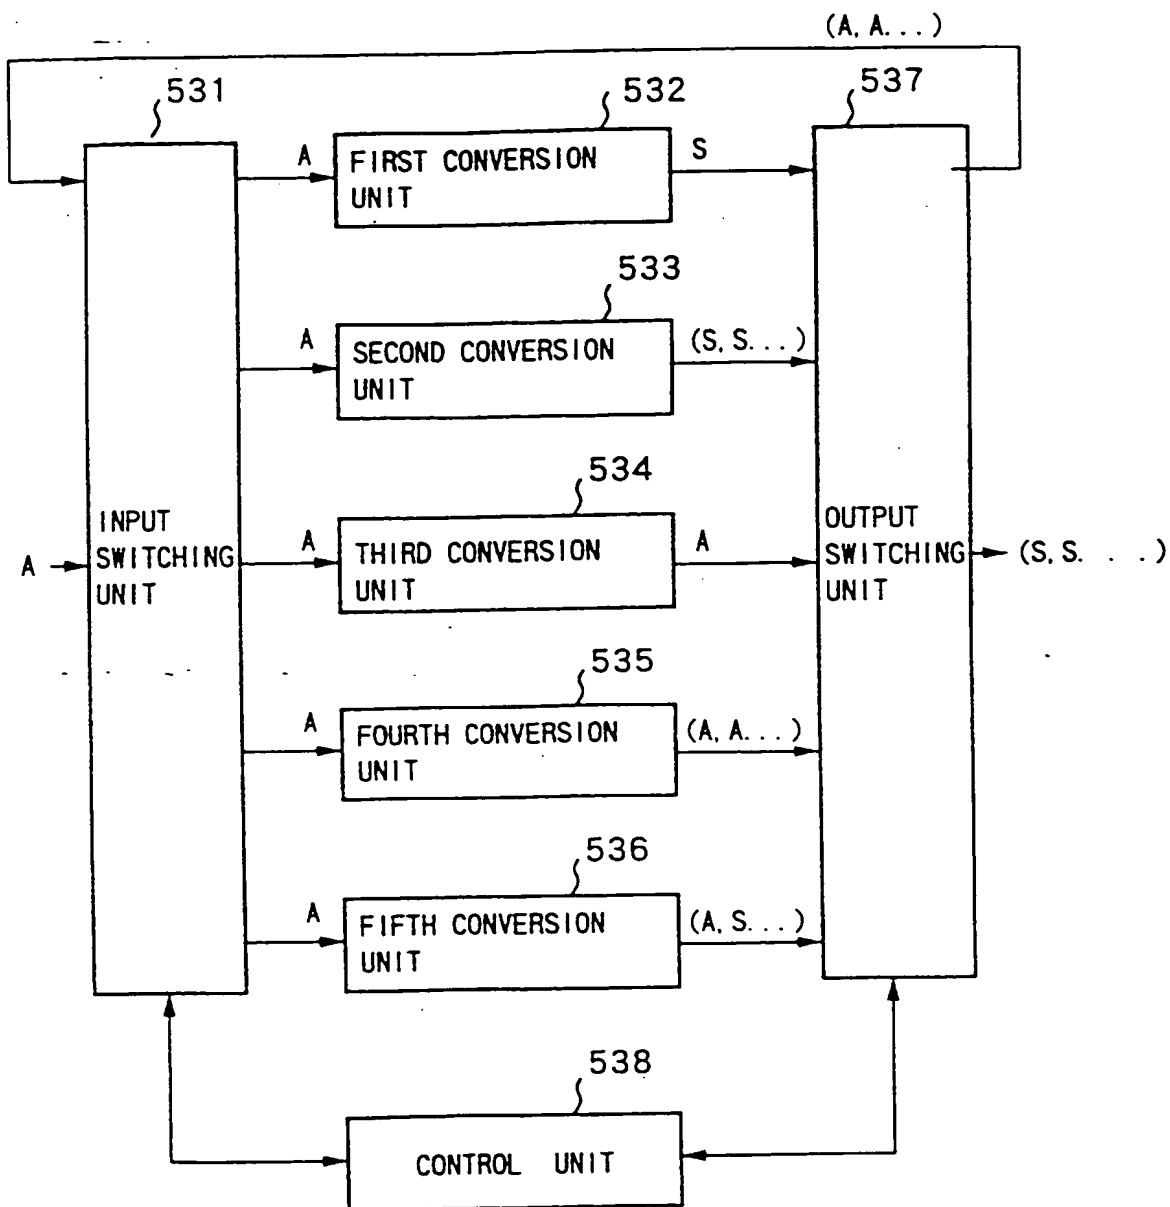 (A, A...)
531
532
537
A
FIRST CONVERSION
UNIT
S
533
A
SECOND CONVERSION
UNIT
(S, S...)
534
INPUT
SWITCHING
UNIT
A
A
THIRD CONVERSION
UNIT
A
OUTPUT
SWITCHING
UNIT
(S, S. . . .)
535
A
FOURTH CONVERSION
UNIT
(A, A...)
536
A
FIFTH CONVERSION
UNIT
(A, S...)
538
CONTROL UNIT